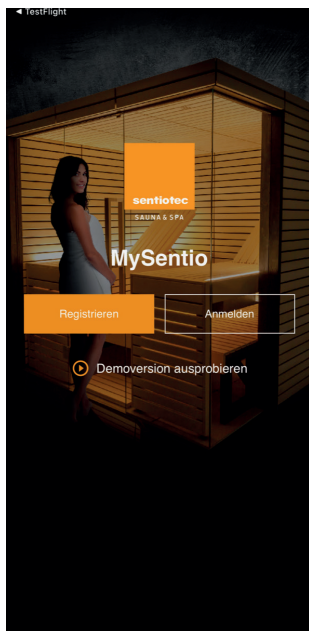 ◀ TestFlight
sentiotec
SAUNA & SPA
MySentio
Registrieren
Anmelden
Demoversion ausprobieren